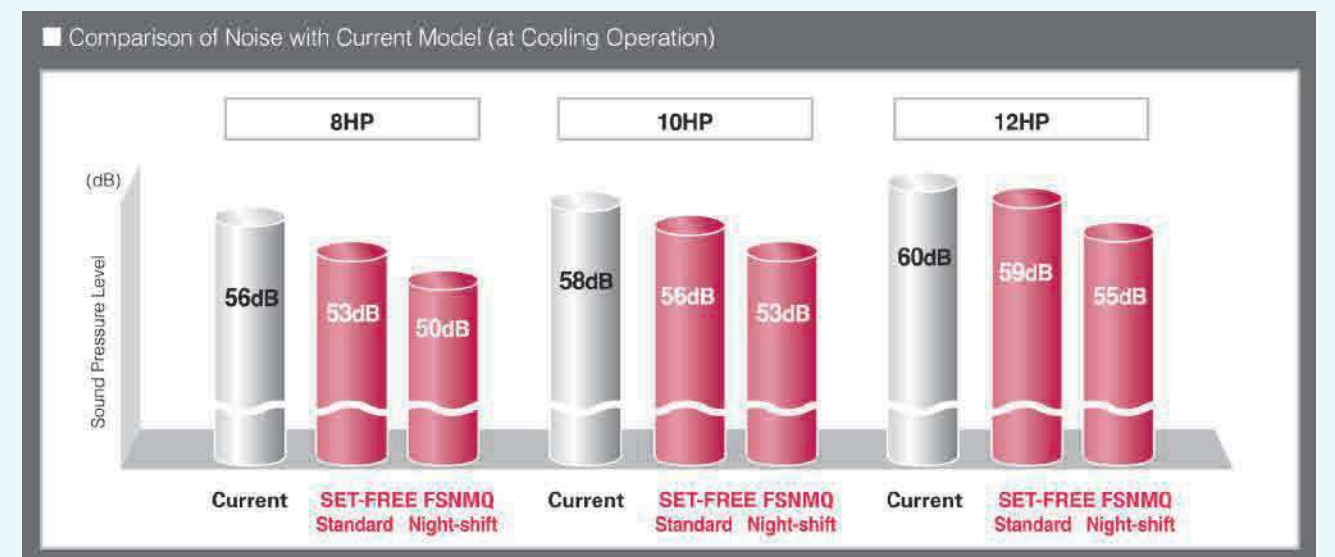 Comparison of Noise with Current Model (at Cooling Operation)
8HP
10HP
12HP
(dB)
Sound Pressure Level
56dB
53dB
50dB
58dB
56dB
53dB
60dB
59dB
55dB
Current
SET-FREE FSNMQ
Standard Night-shift
Current
SET-FREE FSNMQ
Standard Night-shift
Current
SET-FREE FSNMQ
Standard Night-shift